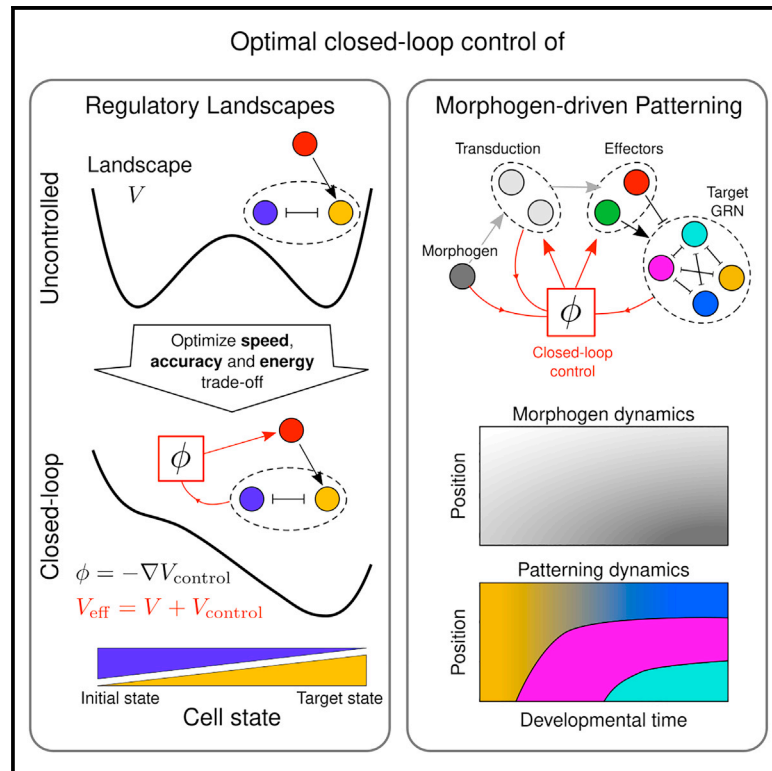 Optimal closed-loop control of
Regulatory Landscapes
Uncontrolled
Landscape
V
Optimize speed,
accuracy and energy
trade-off
Closed-loop
ϕ
ϕ = −∇V_control
V_eff = V + V_control
Initial state
Target state
Cell state
Morphogen-driven Patterning
Transduction
Effectors
Target
GRN
Morphogen
ϕ
Closed-loop
control
Morphogen dynamics
Position
Patterning dynamics
Position
Developmental time